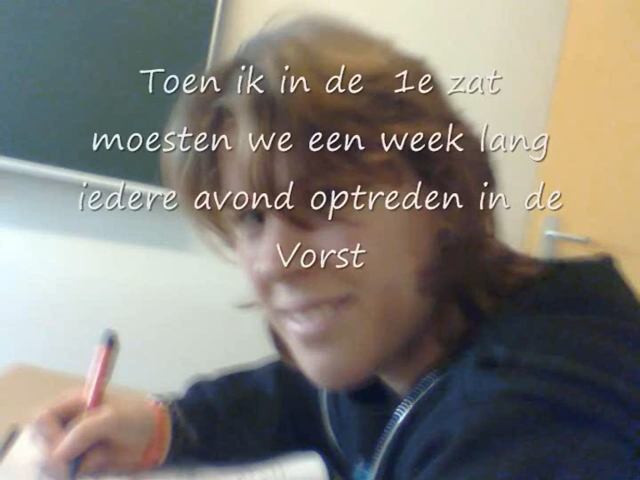 Toen ik in de 1e zat
moesten we een week lang
iedere avond optreden in de
Vorst